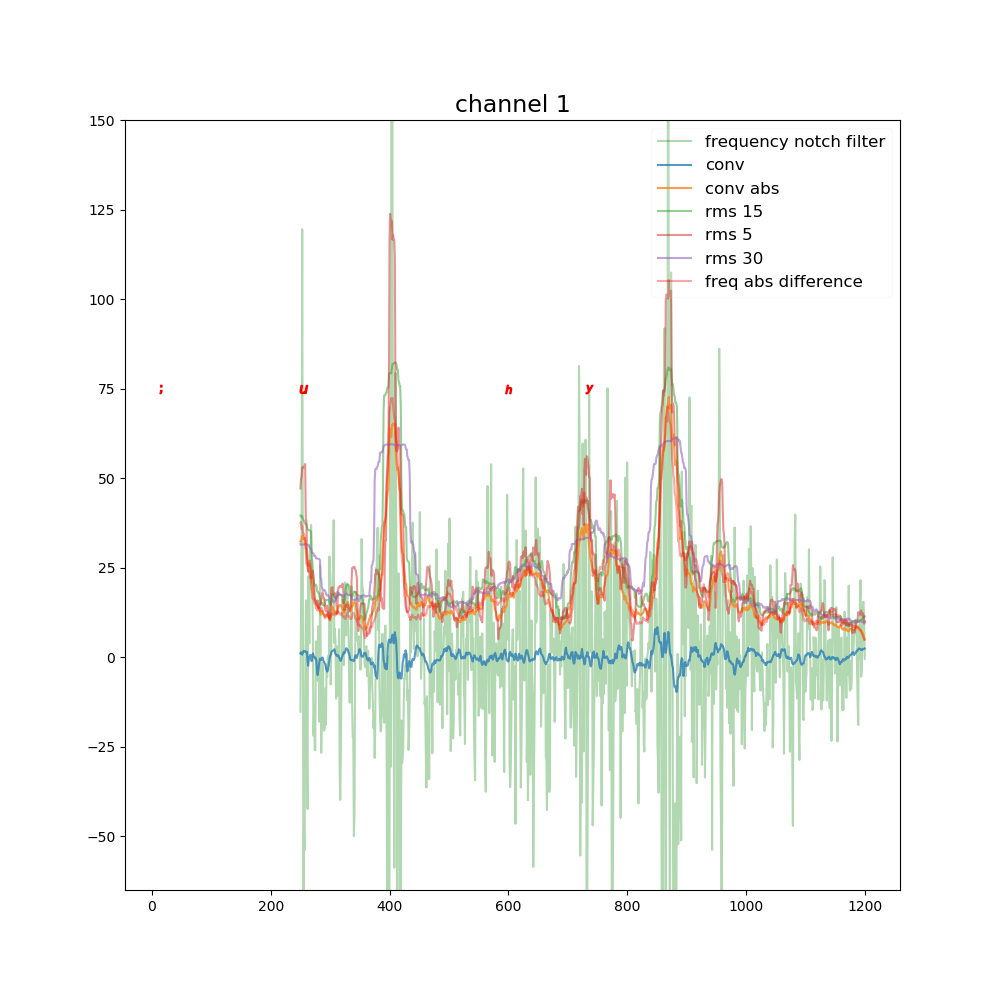 channel 1
150
125
100
75
50
25
0
−25
−50
frequency notch filter
conv
conv abs
rms 15
rms 5
rms 30
freq abs difference
; u h y
0 200 400 600 800 1000 1200